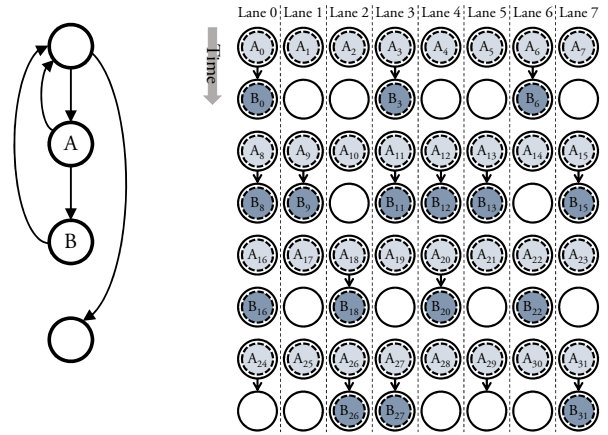 Lane 0 Lane 1 Lane 2 Lane 3 Lane 4 Lane 5 Lane 6 Lane 7
Time
A
B
A0 A1 A2 A3 A4 A5 A6 A7
B0 B3 B6
A8 A9 A10 A11 A12 A13 A14 A15
B8 B9 B11 B12 B13 B15
A16 A17 A18 A19 A20 A21 A22 A23
B16 B18 B20 B22
A24 A25 A26 A27 A28 A29 A30 A31
B26 B27 B31